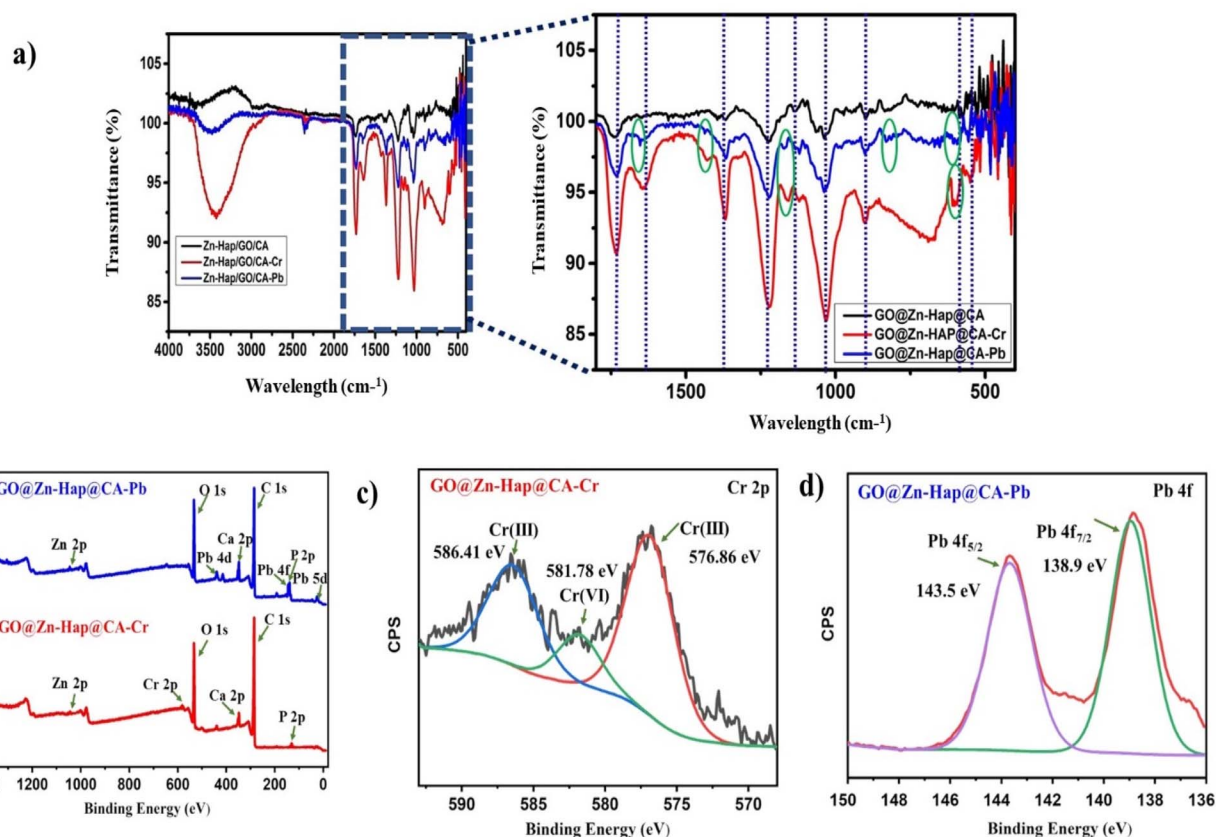 a)
Transmittance (%)
105
100
95
90
85
Zn-Hap/GO/CA
Zn-Hap/GO/CA-Cr
Zn-Hap/GO/CA-Pb
4000 3500 3000 2500 2000 1500 1000 500
Wavelength (cm-1)
Transmittance (%)
105
100
95
90
85
GO@Zn-Hap@CA
GO@Zn-HAP@CA-Cr
GO@Zn-Hap@CA-Pb
1500 1000 500
Wavelength (cm-1)
GO@Zn-Hap@CA-Pb
O 1s
C 1s
Zn 2p
Pb 4d
Ca 2p
Pb 4f
P 2p
Pb 5d
GO@Zn-Hap@CA-Cr
O 1s
C 1s
Zn 2p
Cr 2p
Ca 2p
P 2p
1200 1000 800 600 400 200 0
Binding Energy (eV)
c)
GO@Zn-Hap@CA-Cr
Cr 2p
CPS
Cr(III)
586.41 eV
581.78 eV
Cr(VI)
Cr(III)
576.86 eV
590 585 580 575 570
Binding Energy (eV)
d)
GO@Zn-Hap@CA-Pb
Pb 4f
CPS
Pb 4f5/2
143.5 eV
Pb 4f7/2
138.9 eV
150 148 146 144 142 140 138 136
Binding Energy (eV)